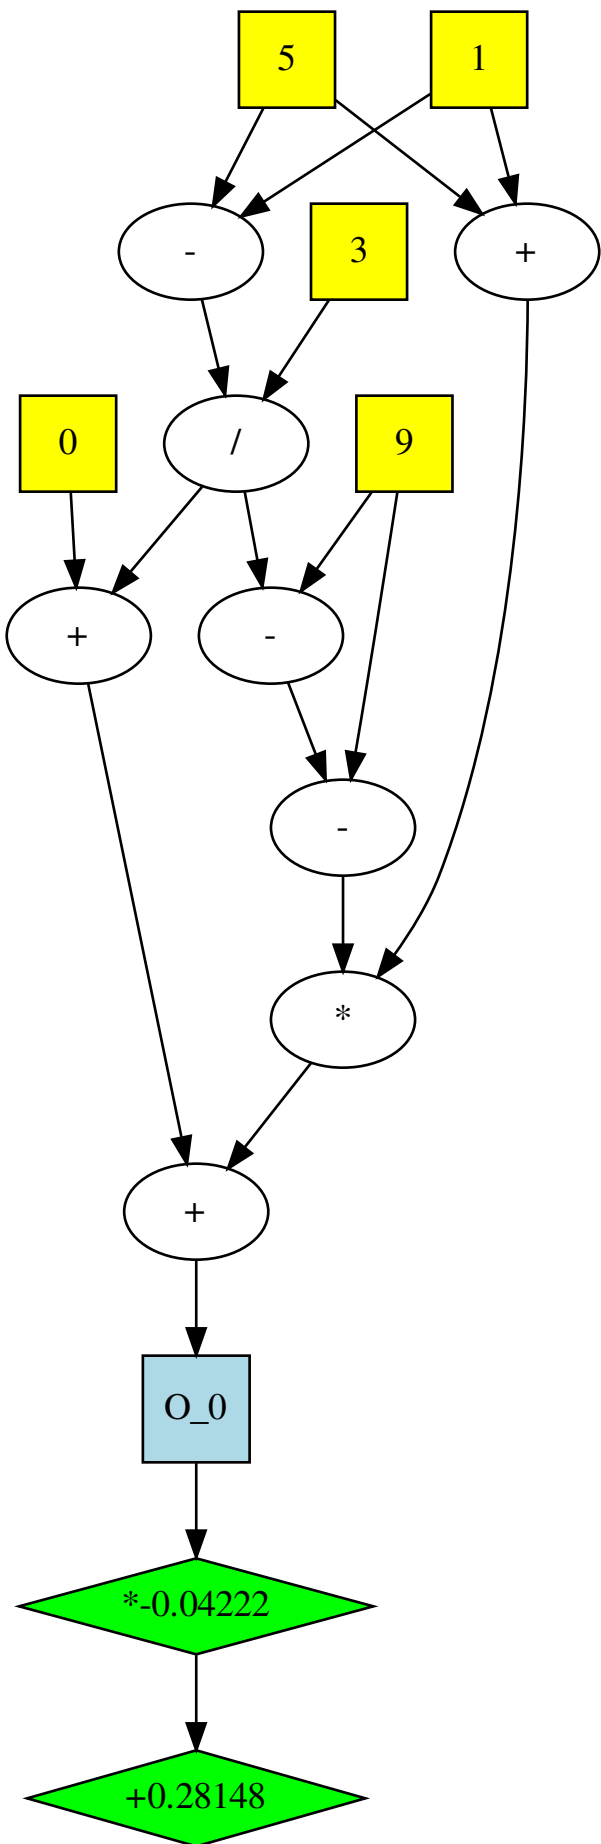 5 1
- 3 +
0 / 9
+ -
-
*
+
O_0
*-0.04222
+0.28148